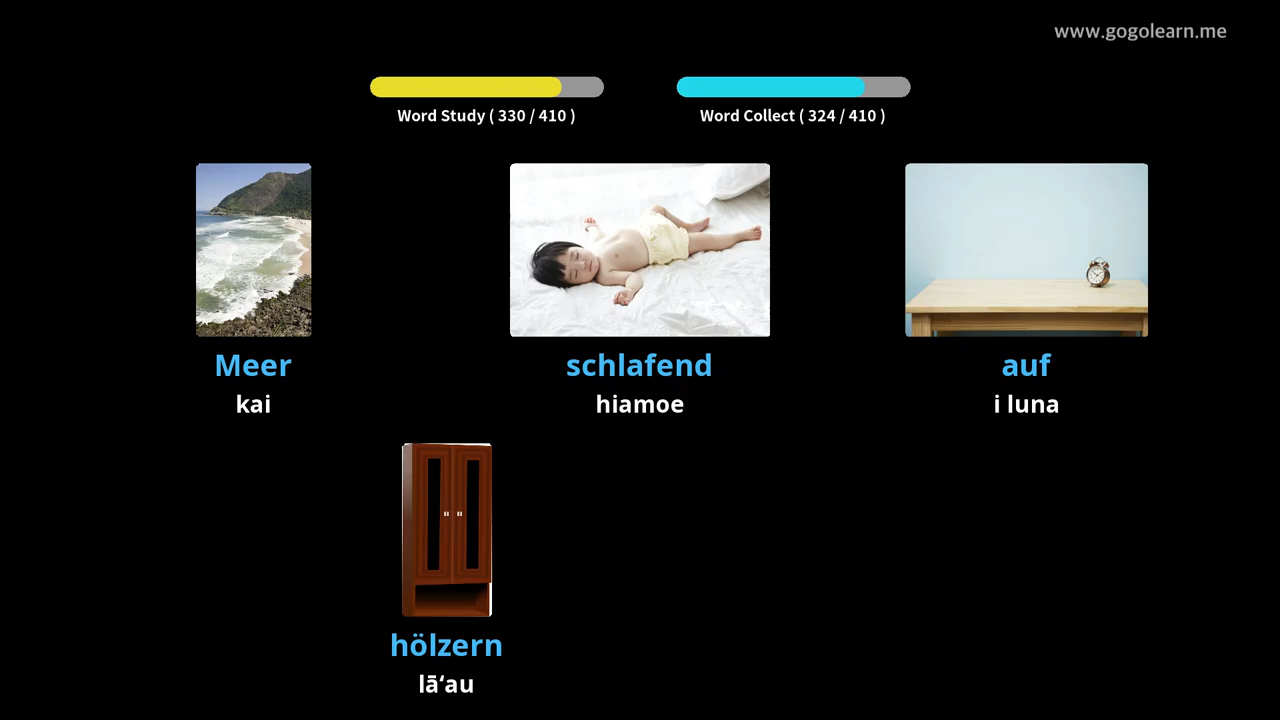 www.gogolearn.me
Word Study ( 330 / 410 )
Word Collect ( 324 / 410 )
Meer
kai
schlafend
hiamoe
auf
i luna
hölzern
lāʻau